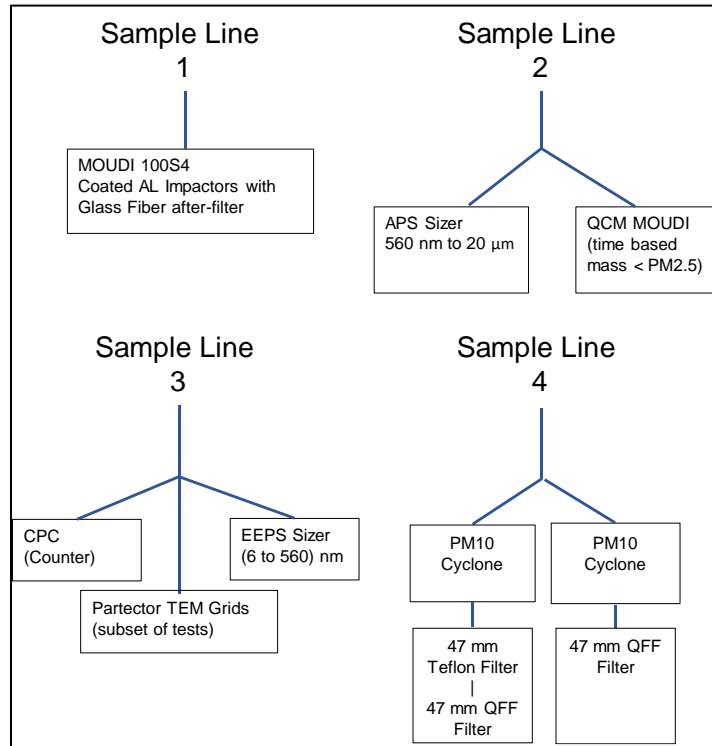 Sample Line
1
MOUDI 100S4
Coated AL Impactors with
Glass Fiber after-filter
Sample Line
2
APS Sizer
560 nm to 20 μm
QCM MOUDI
(time based
mass < PM2.5)
Sample Line
3
CPC
(Counter)
EEPS Sizer
(6 to 560) nm
Partector TEM Grids
(subset of tests)
Sample Line
4
PM10
Cyclone
PM10
Cyclone
47 mm
Teflon Filter
|
47 mm QFF
Filter
47 mm QFF
Filter